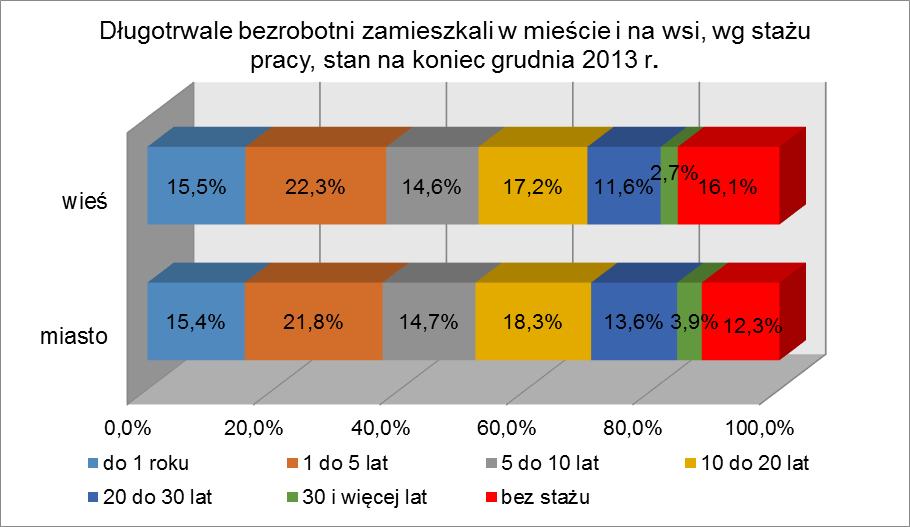 Długotrwale bezrobotni zamieszkali w mieście i na wsi, wg stażu
pracy, stan na koniec grudnia 2013 r.
wieś
15,5% 22,3% 14,6% 17,2% 11,6% 2,7% 16,1%
miasto
15,4% 21,8% 14,7% 18,3% 13,6% 3,9% 12,3%
0,0% 20,0% 40,0% 60,0% 80,0% 100,0%
do 1 roku 1 do 5 lat 5 do 10 lat 10 do 20 lat
20 do 30 lat 30 i więcej lat bez stażu